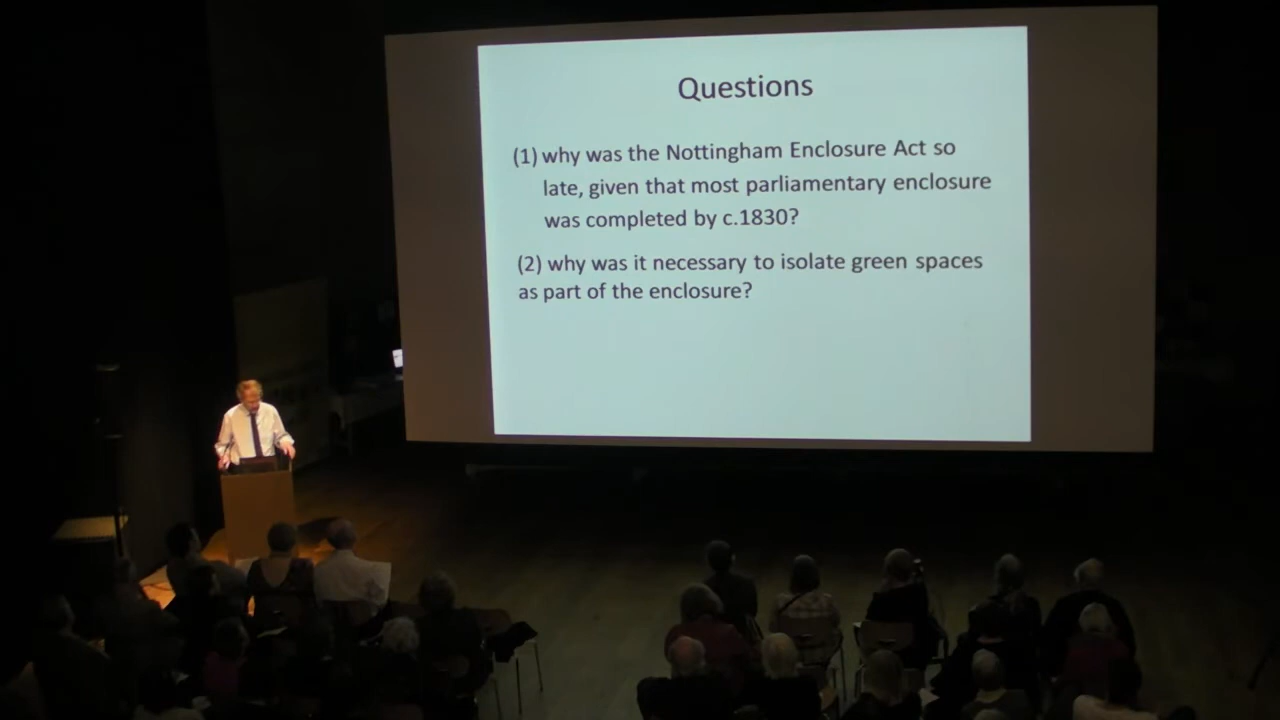 Questions
(1) why was the Nottingham Enclosure Act so
late, given that most parliamentary enclosure
was completed by c.1830?
(2) why was it necessary to isolate green spaces
as part of the enclosure?